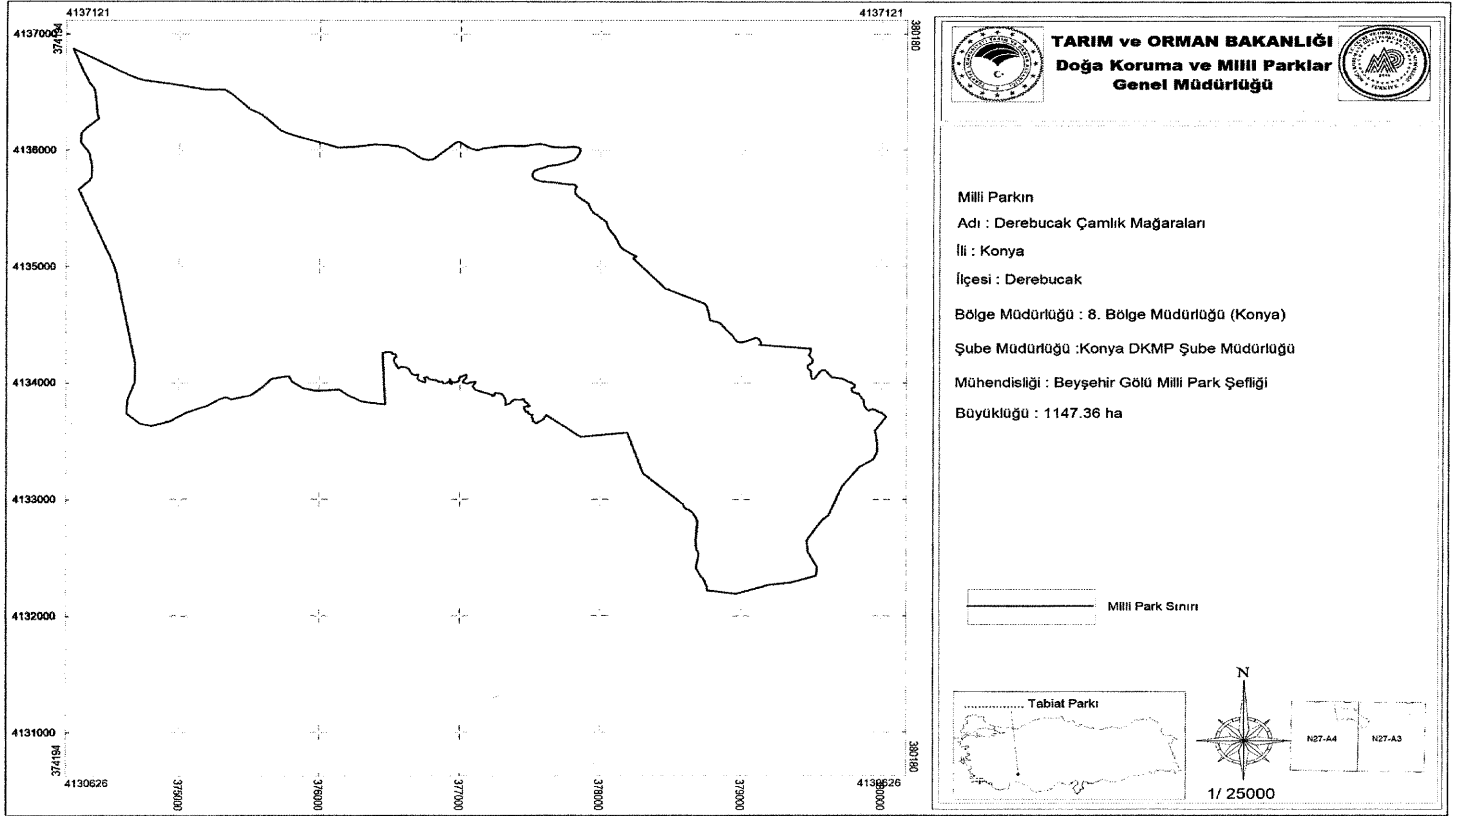 4137121
4137121
374194
380180
4137000
4136000
4135000
4134000
4133000
4132000
4131000
374194
380180
4130626
4130626
375000
376000
377000
378000
379000
380000
TARIM ve ORMAN BAKANLIĞI
Doğa Koruma ve Milli Parklar
Genel Müdürlüğü
Milli Parkın
Adı : Derebucak Çamlık Mağaraları
İli : Konya
İlçesi : Derebucak
Bölge Müdürlüğü : 8. Bölge Müdürlüğü (Konya)
Şube Müdürlüğü :Konya DKMP Şube Müdürlüğü
Mühendisliği : Beyşehir Gölü Milli Park Şefliği
Büyüklüğü : 1147.36 ha
Milli Park Sınırı
Tabiat Parkı
N
1/ 25000
N27-A4
N27-A3